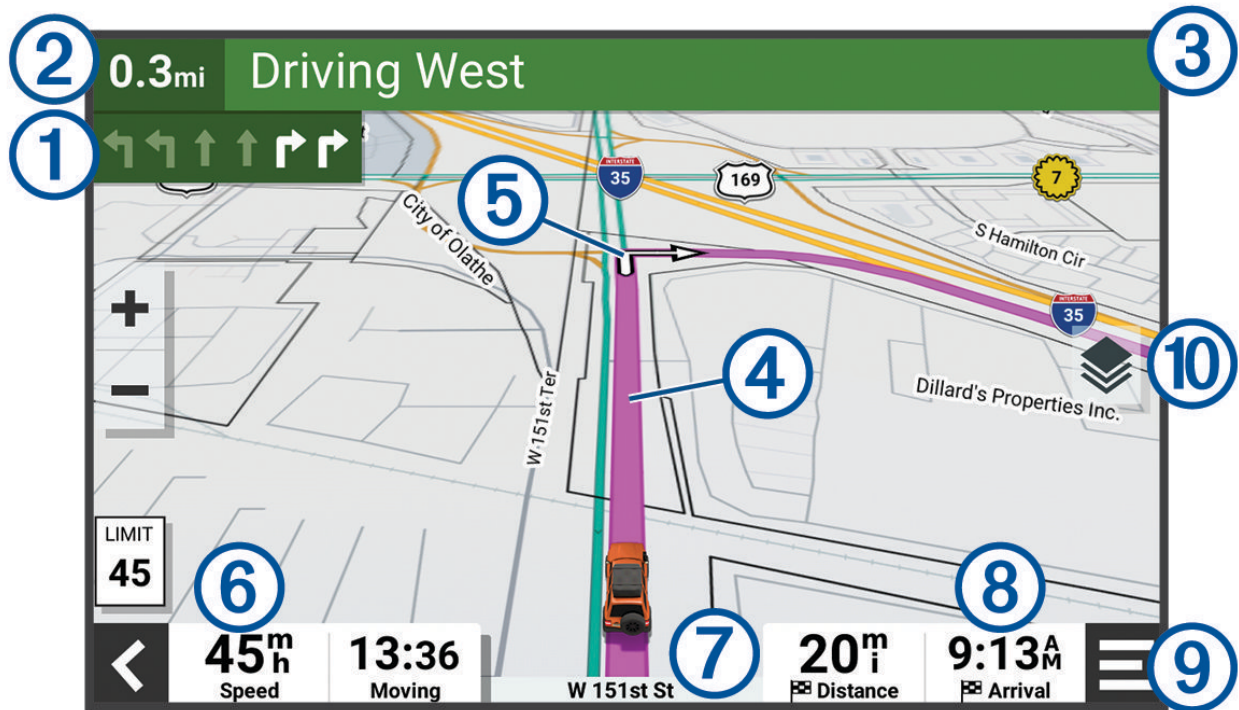 2
0.3mi
Driving West
3
1
5
INTERSTATE
35
169
7
City of Olathe
S Hamilton Cir
INTERSTATE
35
4
10
W 151st Ter
Dillard's Properties Inc.
LIMIT
45
6
8
45mh
Speed
13:36
Moving
W 151st St
7
20mi
Distance
9:13AM
Arrival
9